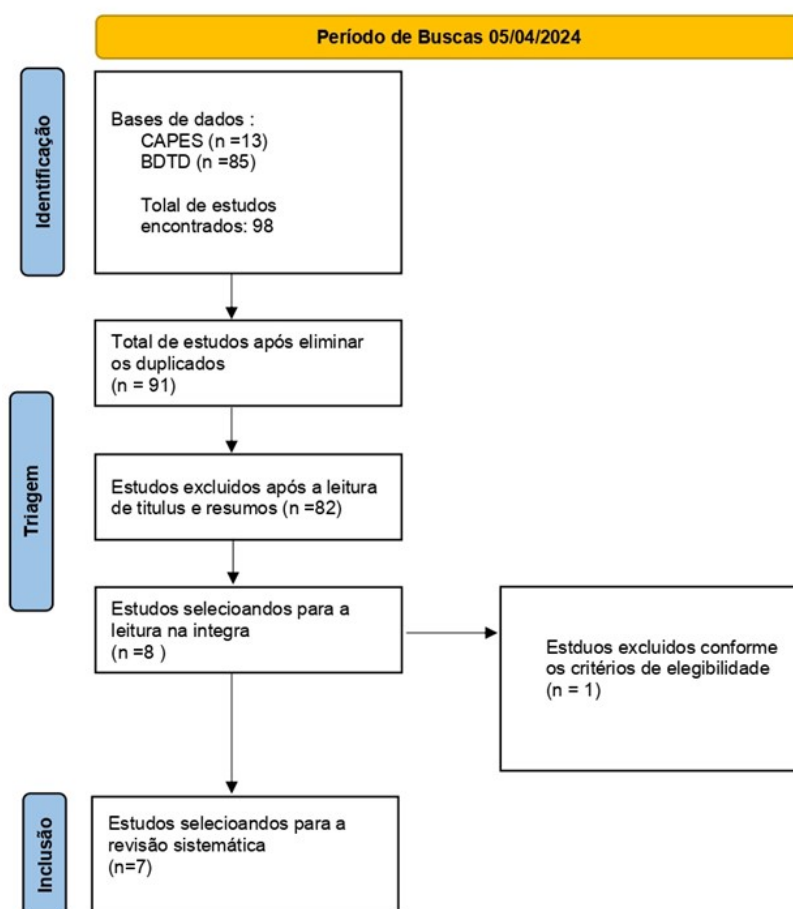 Período de Buscas 05/04/2024
Identificação
Bases de dados :
CAPES (n =13)
BDTD (n =85)
Tolal de estudos
encontrados: 98
Triagem
Total de estudos após eliminar
os duplicados
(n = 91)
Estudos excluidos após a leitura
de titulus e resumos (n =82)
Estudos selecioandos para a
leitura na integra
(n =8 )
Estduos excluidos conforme
os critérios de elegibilidade
(n = 1)
Inclusão
Estudos selecioandos para a
revisão sistemática
(n=7)